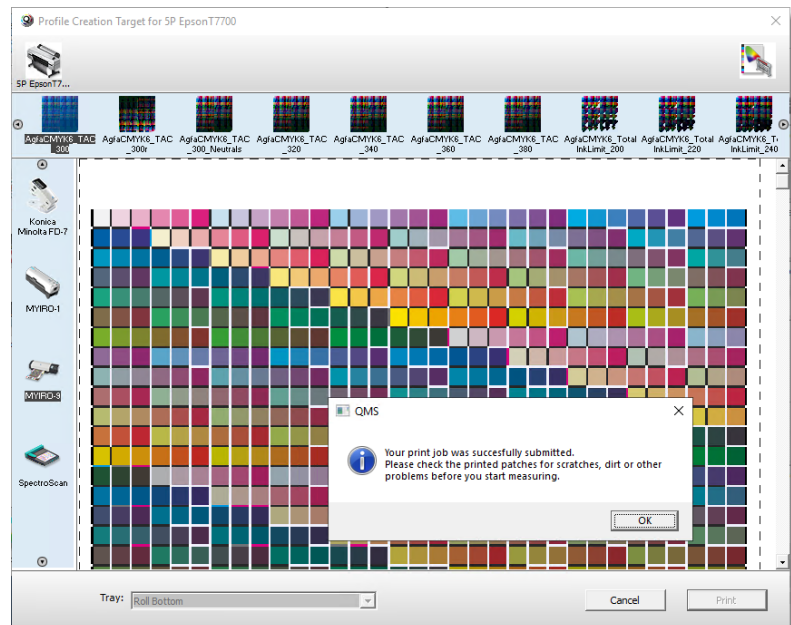 Profile Creation Target for 5P EpsonT7700
5P EpsonT7...
AgfaCMYK6_TAC
_300
AgfaCMYK6_TAC
_300r
AgfaCMYK6_TAC
_300_Neutrals
AgfaCMYK6_TAC
_320
AgfaCMYK6_TAC
_340
AgfaCMYK6_TAC
_360
AgfaCMYK6_TAC
_380
AgfaCMYK6_Total
InkLimit_200
AgfaCMYK6_Total
InkLimit_220
AgfaCMYK6_T
InkLimit_240
Konica
Minolta FD-7
MYIRO-1
MYIRO-9
SpectroScan
QMS
Your print job was succesfully submitted.
Please check the printed patches for scratches, dirt or other
problems before you start measuring.
OK
Tray:
Roll Bottom
Cancel
Print